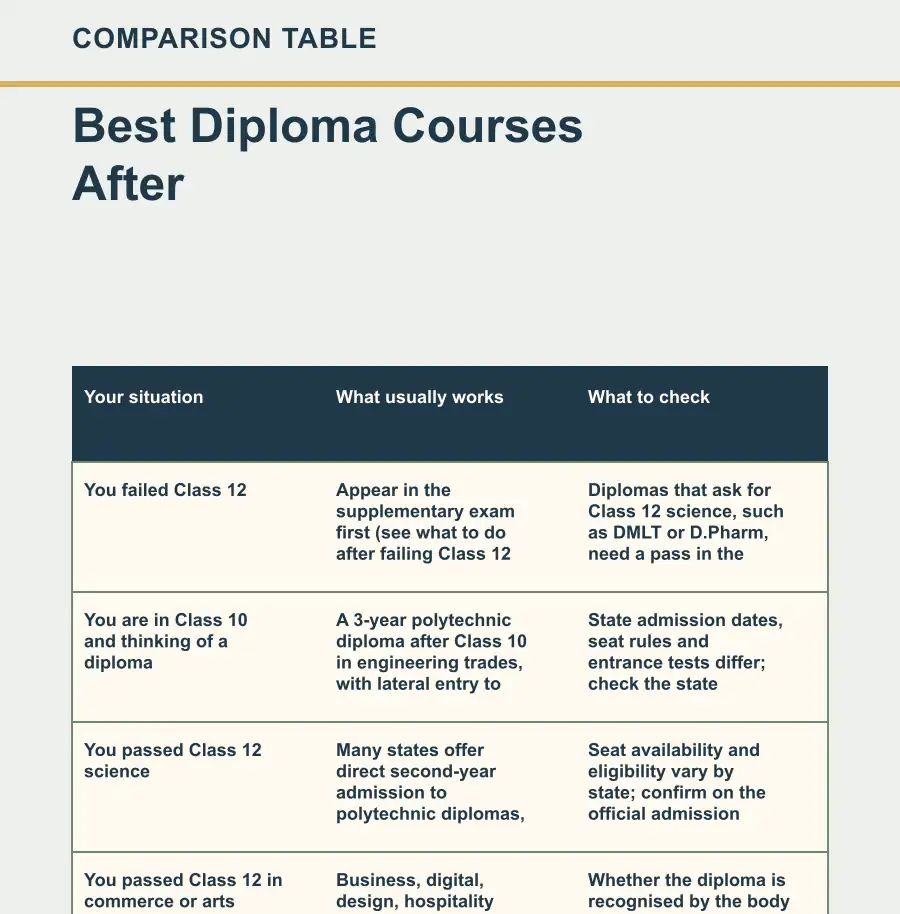 COMPARISON TABLE
Best Diploma Courses
After
Your situation
What usually works
What to check
You failed Class 12
Appear in the
supplementary exam
first (see what to do
after failing Class 12
Diplomas that ask for
Class 12 science, such
as DMLT or D.Pharm,
need a pass in the
You are in Class 10
and thinking of a
diploma
A 3-year polytechnic
diploma after Class 10
in engineering trades,
with lateral entry to
State admission dates,
seat rules and
entrance tests differ;
check the state
You passed Class 12
science
Many states offer
direct second-year
admission to
polytechnic diplomas,
Seat availability and
eligibility vary by
state; confirm on the
official admission
You passed Class 12 in
commerce or arts
Business, digital,
design, hospitality
Whether the diploma is
recognised by the body